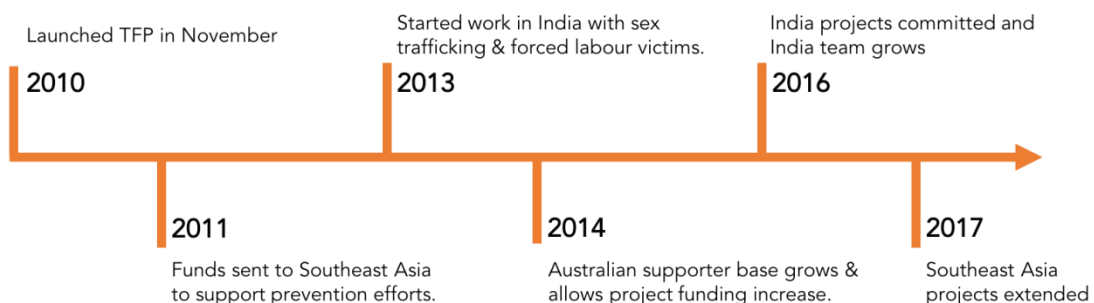 Launched TFP in November
2010
Started work in India with sex
trafficking & forced labour victims.
2013
India projects committed and
India team grows
2016
2011
Funds sent to Southeast Asia
to support prevention efforts.
2014
Australian supporter base grows &
allows project funding increase.
2017
Southeast Asia
projects extended